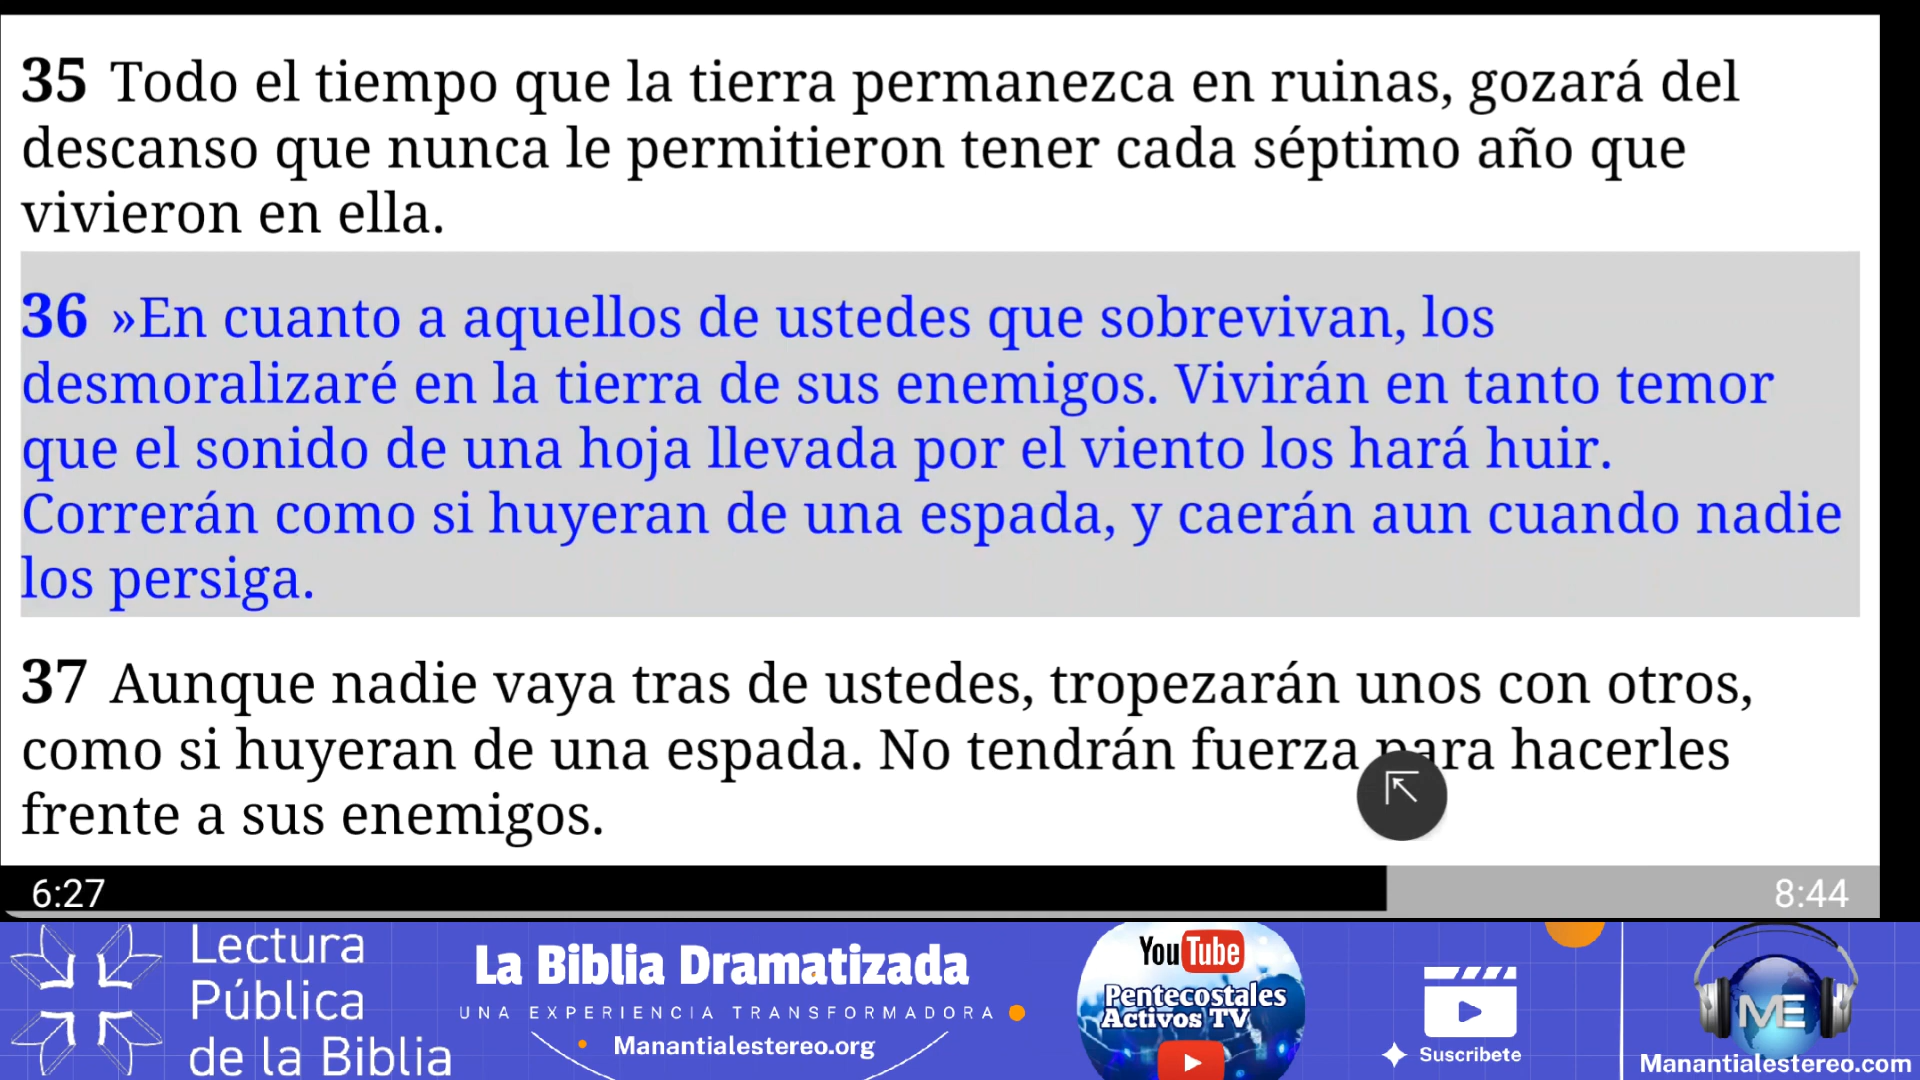 35 Todo el tiempo que la tierra permanezca en ruinas, gozará del
descanso que nunca le permitieron tener cada séptimo año que
vivieron en ella.
36 »En cuanto a aquellos de ustedes que sobrevivan, los
desmoralizaré en la tierra de sus enemigos. Vivirán en tanto temor
que el sonido de una hoja llevada por el viento los hará huir.
Correrán como si huyeran de una espada, y caerán aun cuando nadie
los persiga.
37 Aunque nadie vaya tras de ustedes, tropezarán unos con otros,
como si huyeran de una espada. No tendrán fuerza para hacerles
frente a sus enemigos.
6:27
8:44
Lectura
Pública
de la Biblia
La Biblia Dramatizada
UNA EXPERIENCIA TRANSFORMADORA
Manantialestereo.org
YouTube
Pentecostales
Activos TV
Suscribete
ME
Manantialestereo.com